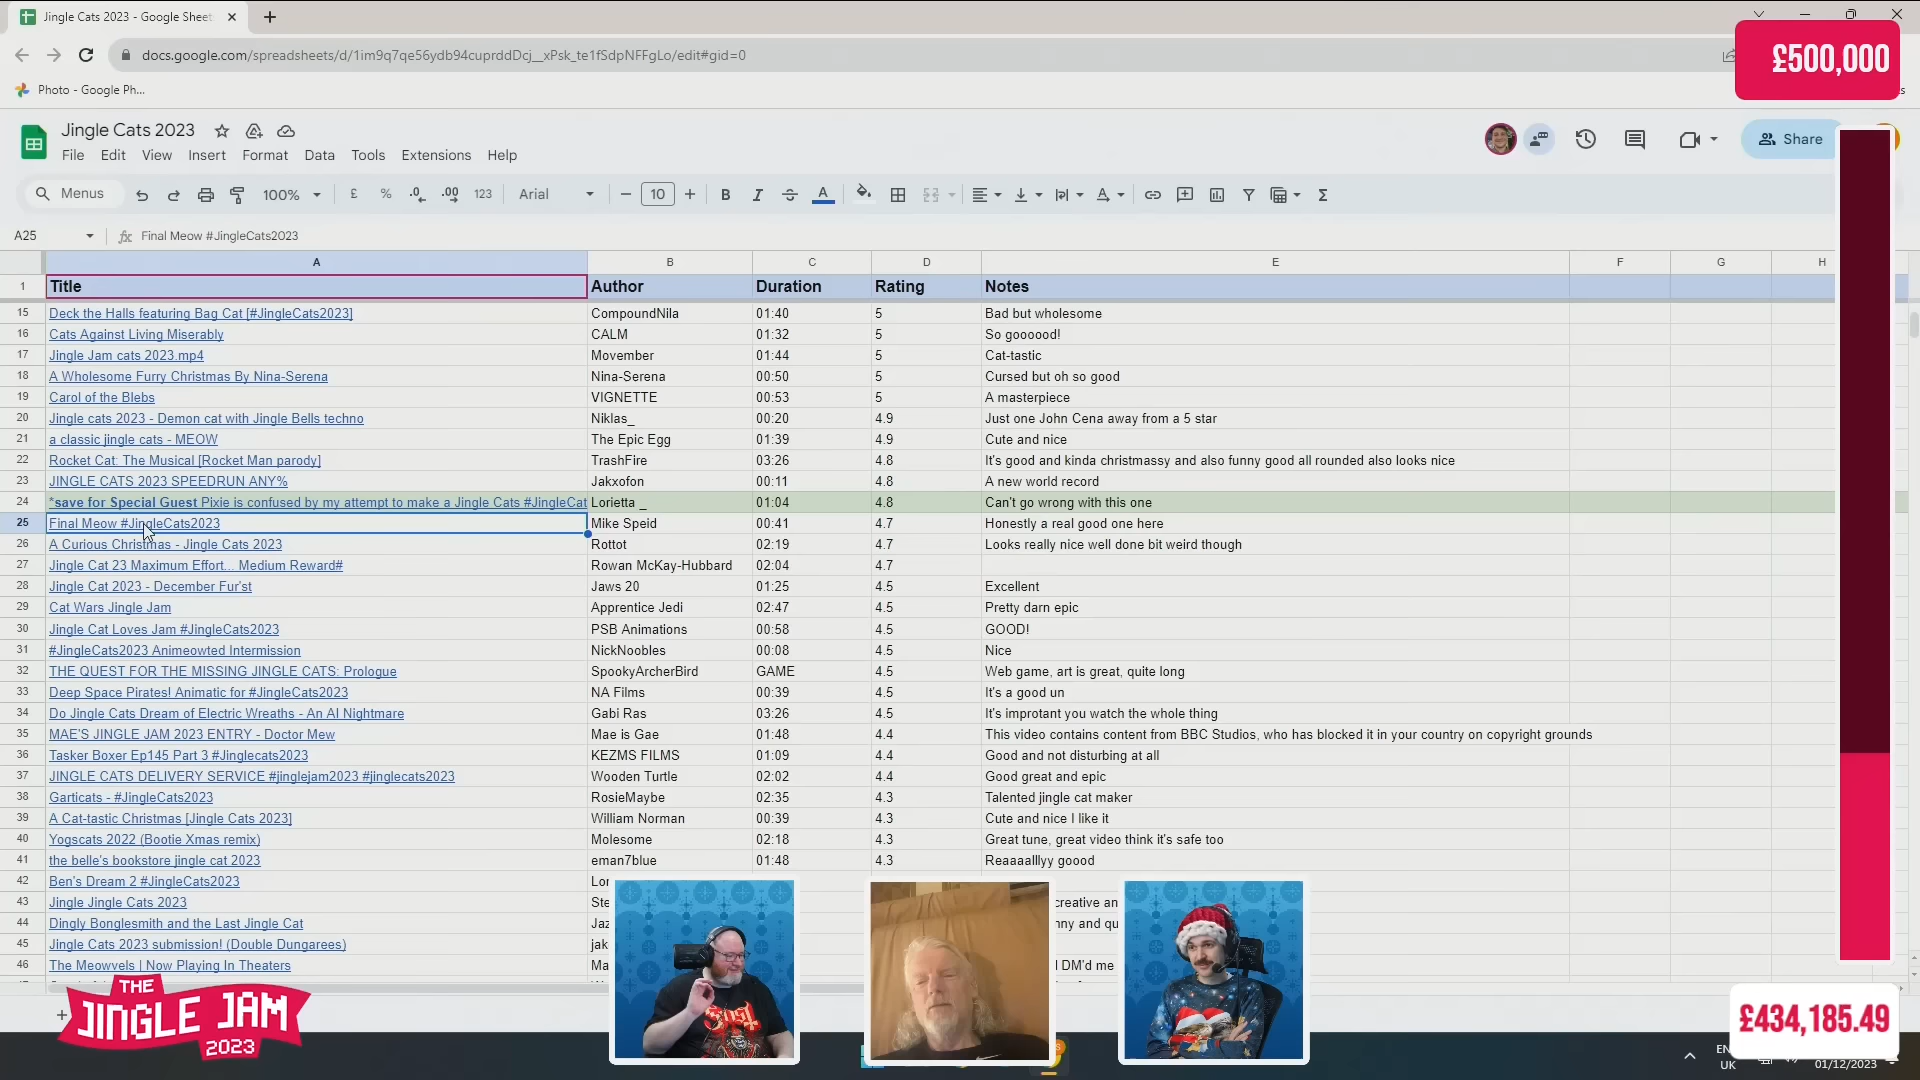 Jingle Cats 2023 - Google Sheet
docs.google.com/spreadsheets/d/1im9q7qe56ydb94cuprddDcj__xPsk_te1fSdpNFFgLo/edit#gid=0
£500,000
Photo - Google Ph...
Jingle Cats 2023
File Edit View Insert Format Data Tools Extensions Help
Share
Menus 100% £ % .0 .00 123 Arial 10 B I A
A25 fx Final Meow #JingleCats2023
A B C D E F G H
1 Title Author Duration Rating Notes
15 Deck the Halls featuring Bag Cat [#JingleCats2023] CompoundNila 01:40 5 Bad but wholesome
16 Cats Against Living Miserably CALM 01:32 5 So goooood!
17 Jingle Jam cats 2023.mp4 Movember 01:44 5 Cat-tastic
18 A Wholesome Furry Christmas By Nina-Serena Nina-Serena 00:50 5 Cursed but oh so good
19 Carol of the Blebs VIGNETTE 00:53 5 A masterpiece
20 Jingle cats 2023 - Demon cat with Jingle Bells techno Niklas_ 00:20 4.9 Just one John Cena away from a 5 star
21 a classic jingle cats - MEOW The Epic Egg 01:39 4.9 Cute and nice
22 Rocket Cat: The Musical [Rocket Man parody] TrashFire 03:26 4.8 It's good and kinda christmassy and also funny good all rounded also looks nice
23 JINGLE CATS 2023 SPEEDRUN ANY% Jakxofon 00:11 4.8 A new world record
24 *save for Special Guest Pixie is confused by my attempt to make a Jingle Cats #JingleCat Lorietta _ 01:04 4.8 Can't go wrong with this one
25 Final Meow #JingleCats2023 Mike Speid 00:41 4.7 Honestly a real good one here
26 A Curious Christmas - Jingle Cats 2023 Rottot 02:19 4.7 Looks really nice well done bit weird though
27 Jingle Cat 23 Maximum Effort... Medium Reward# Rowan McKay-Hubbard 02:04 4.7
28 Jingle Cat 2023 - December Fur'st Jaws 20 01:25 4.5 Excellent
29 Cat Wars Jingle Jam Apprentice Jedi 02:47 4.5 Pretty darn epic
30 Jingle Cat Loves Jam #JingleCats2023 PSB Animations 00:58 4.5 GOOD!
31 #JingleCats2023 Animeowted Intermission NickNoobles 00:08 4.5 Nice
32 THE QUEST FOR THE MISSING JINGLE CATS: Prologue SpookyArcherBird GAME 4.5 Web game, art is great, quite long
33 Deep Space Pirates! Animatic for #JingleCats2023 NA Films 00:39 4.5 It's a good un
34 Do Jingle Cats Dream of Electric Wreaths - An AI Nightmare Gabi Ras 03:26 4.5 It's improtant you watch the whole thing
35 MAE'S JINGLE JAM 2023 ENTRY - Doctor Mew Mae is Gae 01:48 4.4 This video contains content from BBC Studios, who has blocked it in your country on copyright grounds
36 Tasker Boxer Ep145 Part 3 #Jinglecats2023 KEZMS FILMS 01:09 4.4 Good and not disturbing at all
37 JINGLE CATS DELIVERY SERVICE #jinglejam2023 #jinglecats2023 Wooden Turtle 02:02 4.4 Good great and epic
38 Garticats - #JingleCats2023 RosieMaybe 02:35 4.3 Talented jingle cat maker
39 A Cat-tastic Christmas [Jingle Cats 2023] William Norman 00:39 4.3 Cute and nice I like it
40 Yogscats 2022 (Bootie Xmas remix) Molesome 02:18 4.3 Great tune, great video think it's safe too
41 the belle's bookstore jingle cat 2023 eman7blue 01:48 4.3 Reaaaalllyy goood
42 Ben's Dream 2 #JingleCats2023 Lor
43 Jingle Jingle Cats 2023 Ste creative an
44 Dingly Bonglesmith and the Last Jingle Cat Jaz nny and qu
45 Jingle Cats 2023 submission! (Double Dungarees) jak
46 The Meowvels | Now Playing In Theaters Ma DM'd me
THE
JINGLE JAM
2023
£434,185.49
UK
01/12/2023